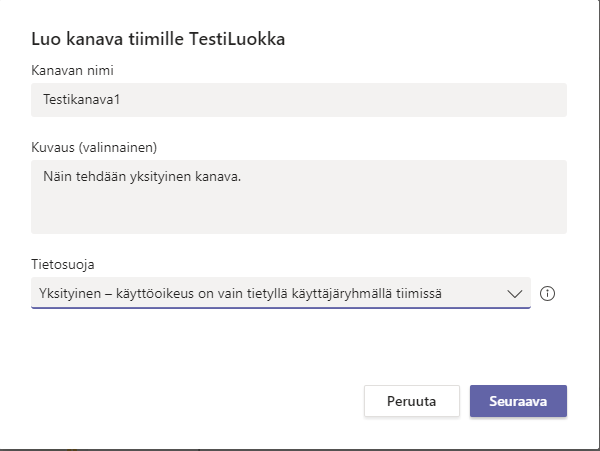 Luo kanava tiimille TestiLuokka
Kanavan nimi
Testikanava1
Kuvaus (valinnainen)
Näin tehdään yksityinen kanava.
Tietosuoja
Yksityinen – käyttöoikeus on vain tietyllä käyttäjäryhmällä tiimissä
Peruuta
Seuraava